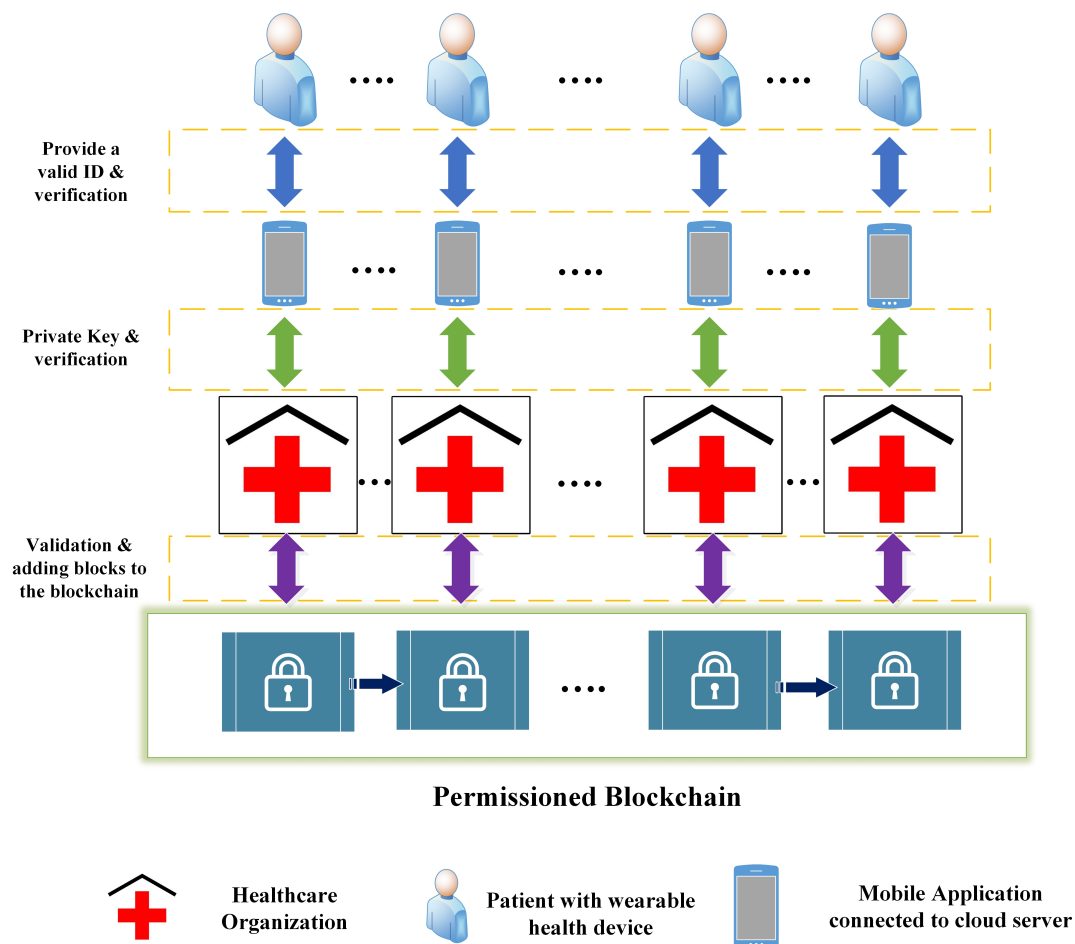 Provide a
valid ID &
verification
Private Key &
verification
Validation &
adding blocks to
the blockchain
Permissioned Blockchain
Healthcare
Organization
Patient with wearable
health device
Mobile Application
connected to cloud server